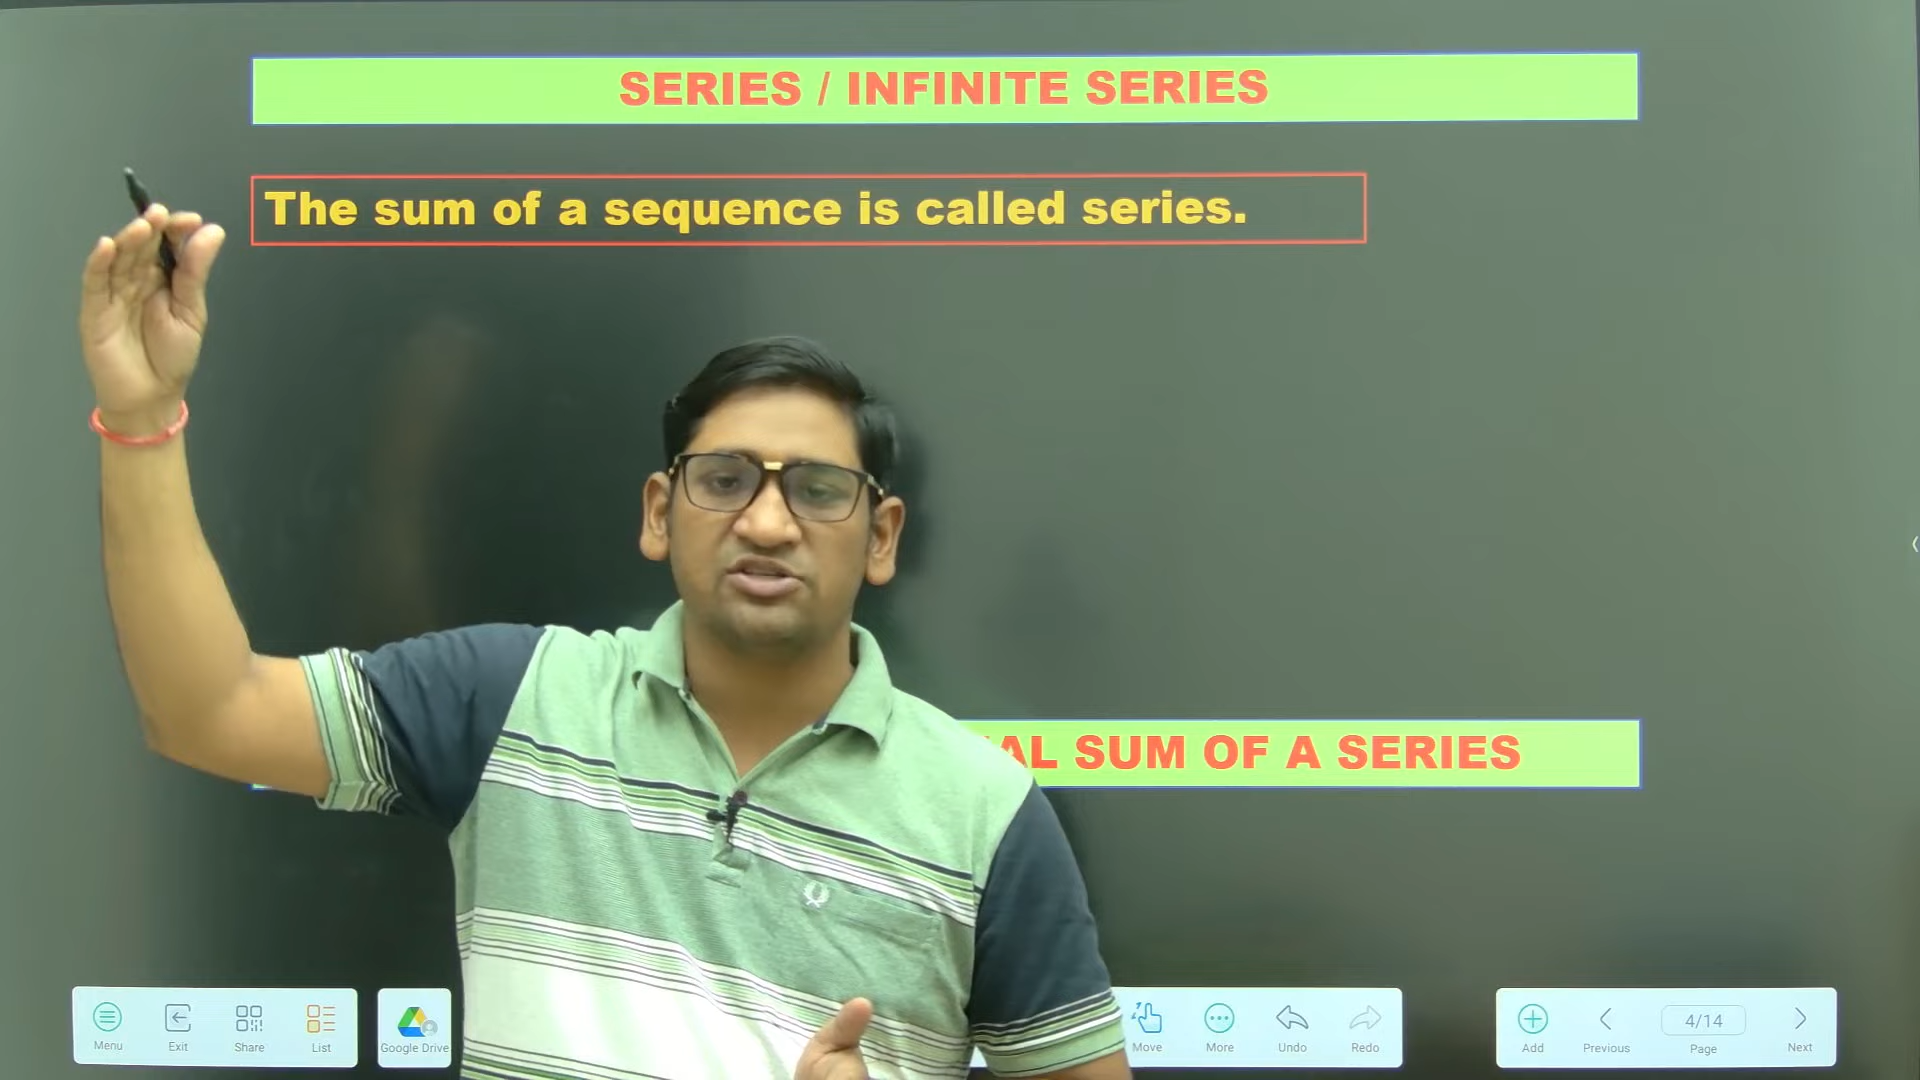 SERIES / INFINITE SERIES
The sum of a sequence is called series.
SUM OF A SERIES
Menu
Exit
Share
List
Google Drive
Move
More
Undo
Redo
Add
Previous
4/14
Page
Next